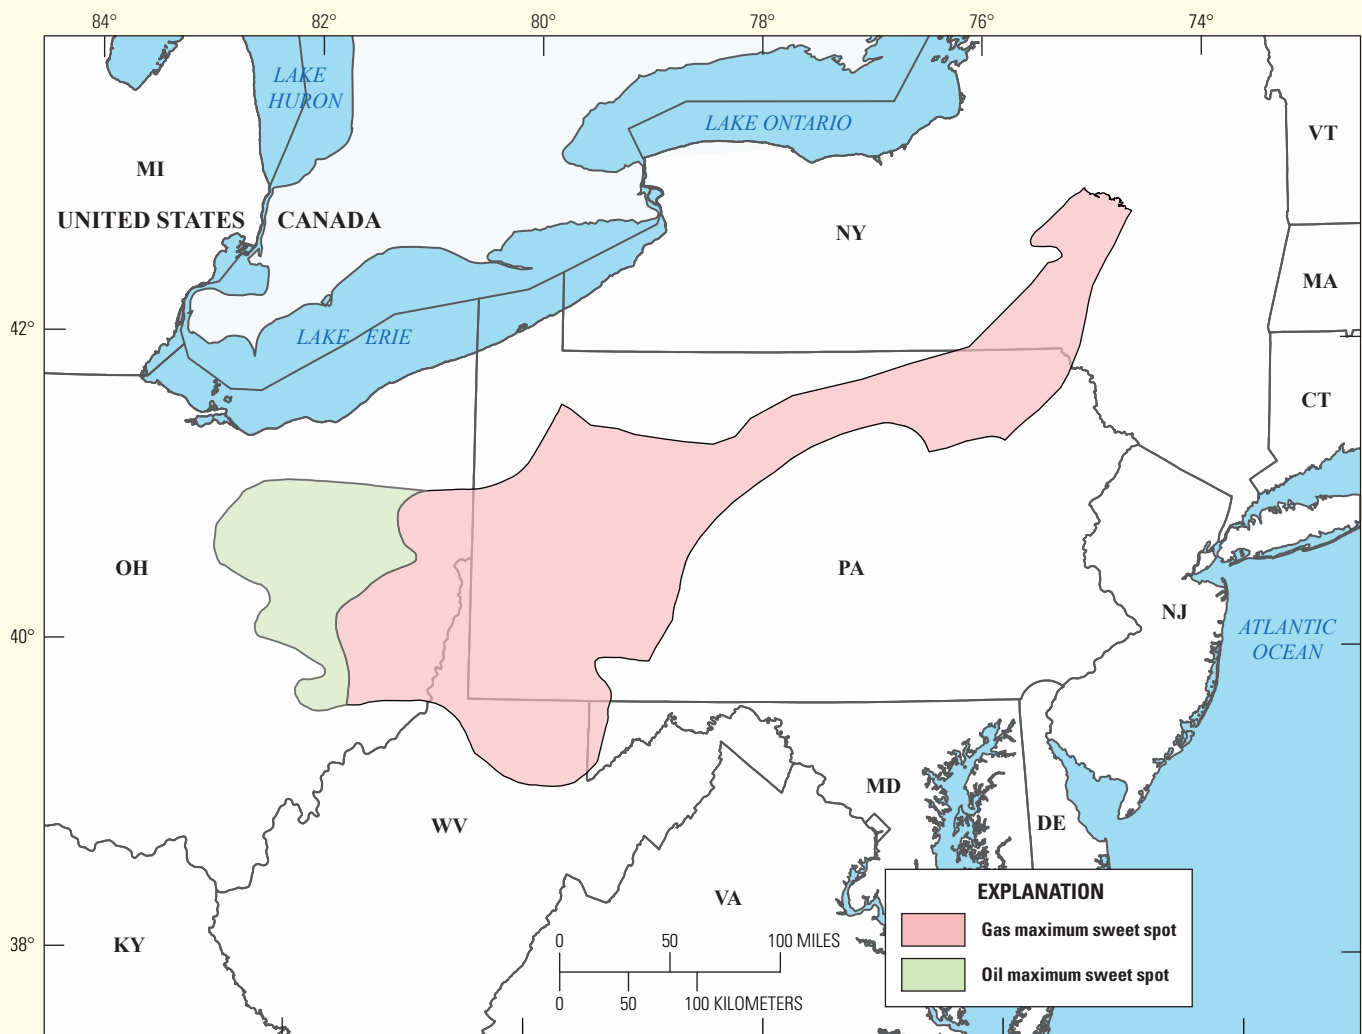 84°
82°
80°
78°
76°
74°
LAKE
HURON
LAKE ONTARIO
VT
MI
UNITED STATES
CANADA
NY
MA
42°
LAKE ERIE
CT
OH
PA
NJ
40°
ATLANTIC
OCEAN
MD
WV
DE
VA
KY
38°
0 50 100 MILES
0 50 100 KILOMETERS
EXPLANATION
Gas maximum sweet spot
Oil maximum sweet spot